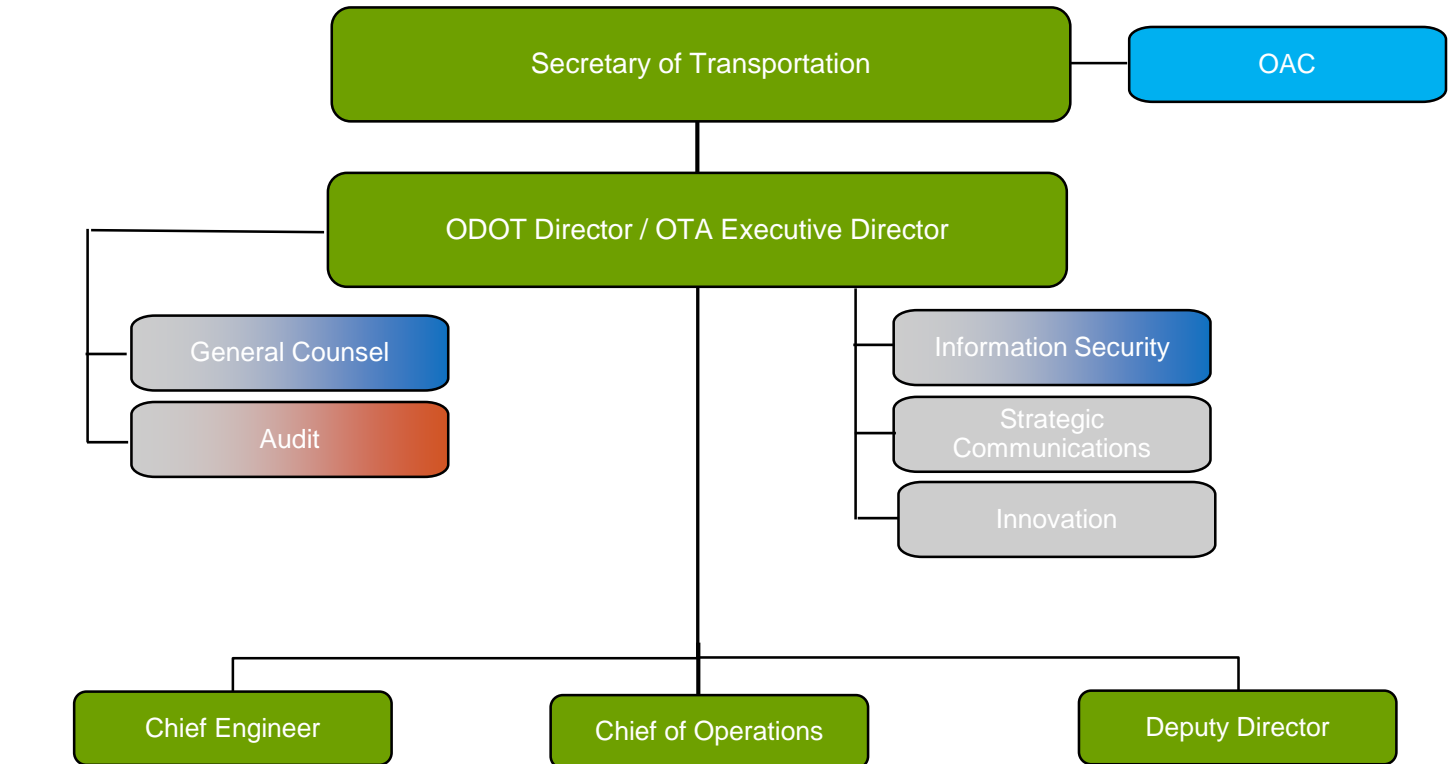 Secretary of Transportation
OAC
ODOT Director / OTA Executive Director
General Counsel
Audit
Information Security
Strategic
Communications
Innovation
Chief Engineer
Chief of Operations
Deputy Director